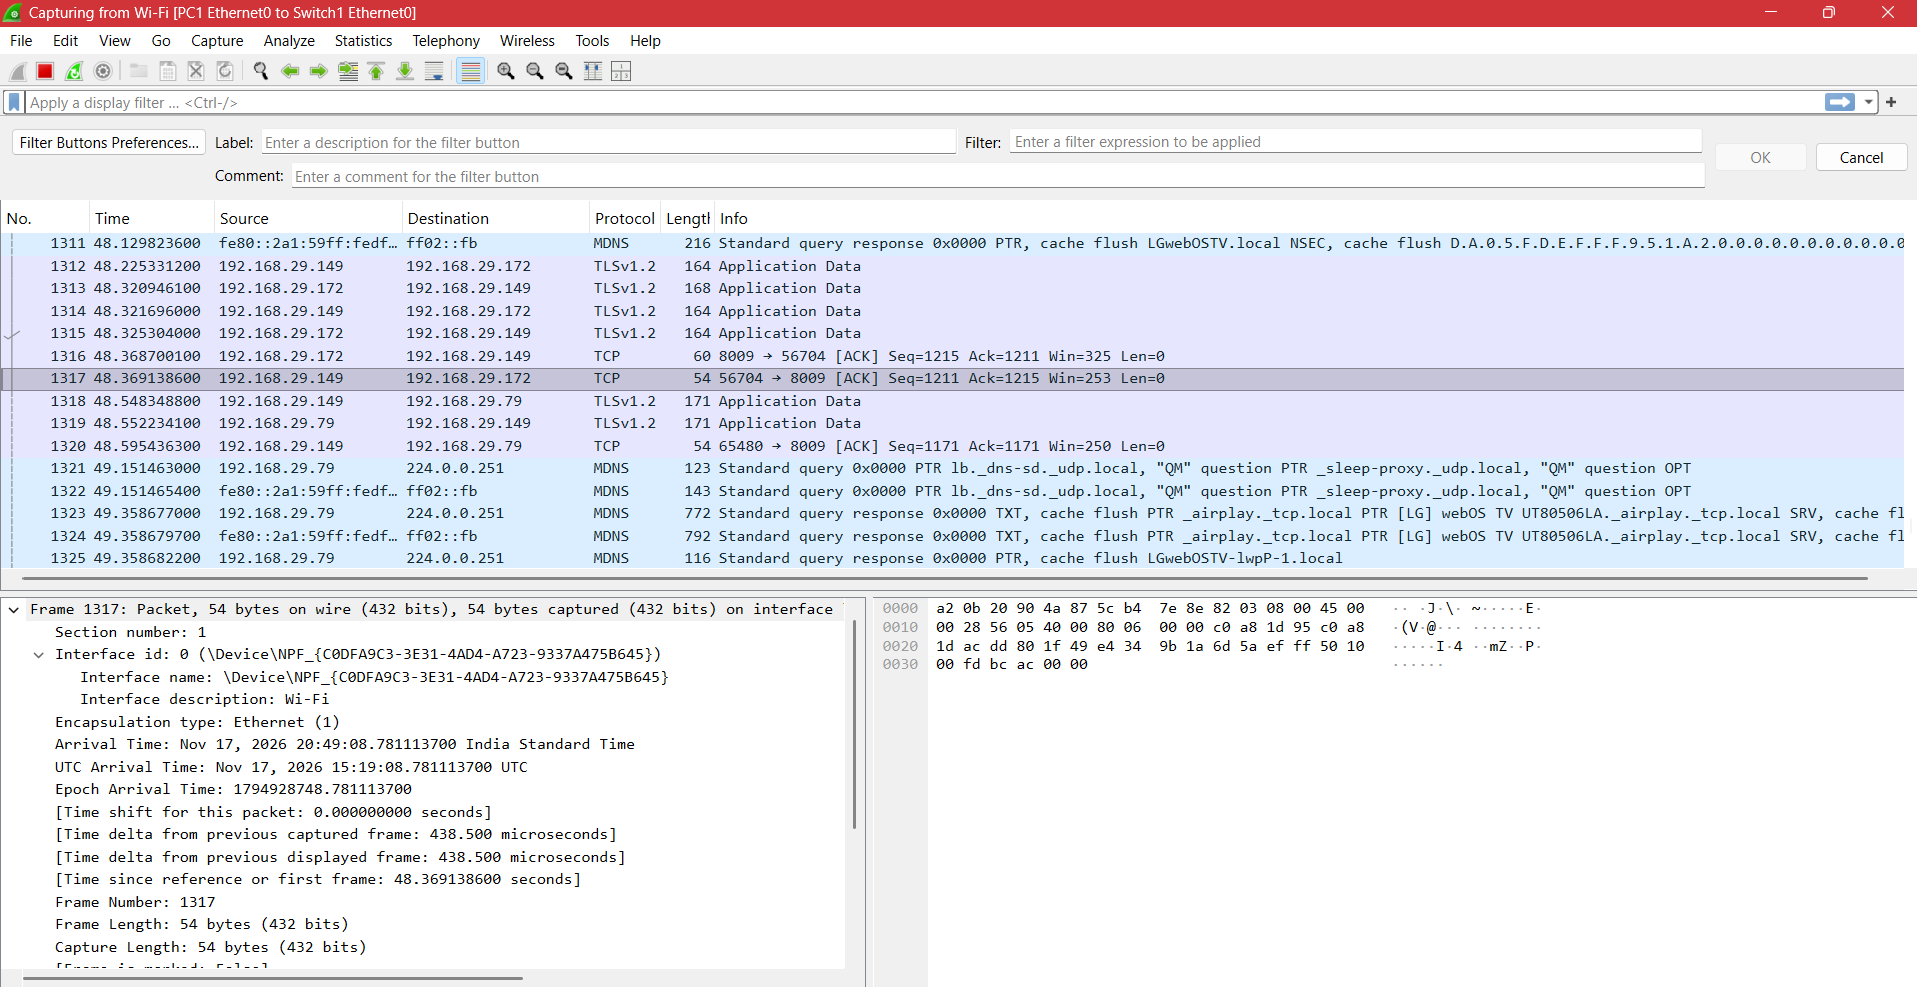 Capturing from Wi-Fi [PC1 Ethernet0 to Switch1 Ethernet0]
File Edit View Go Capture Analyze Statistics Telephony Wireless Tools Help
Apply a display filter ... <Ctrl-/>
Filter Buttons Preferences... Label: Enter a description for the filter button Filter: Enter a filter expression to be applied OK Cancel
Comment: Enter a comment for the filter button
No. Time Source Destination Protocol Length Info
1311 48.129823600 fe80::2a1:59ff:fedf… ff02::fb MDNS 216 Standard query response 0x0000 PTR, cache flush LGwebOSTV.local NSEC, cache flush D.A.0.5.F.D.E.F.F.F.9.5.1.A.2.0.0.0.0.0.0.0.0.0.0
1312 48.225331200 192.168.29.149 192.168.29.172 TLSv1.2 164 Application Data
1313 48.320946100 192.168.29.172 192.168.29.149 TLSv1.2 168 Application Data
1314 48.321696000 192.168.29.149 192.168.29.172 TLSv1.2 164 Application Data
1315 48.325304000 192.168.29.172 192.168.29.149 TLSv1.2 164 Application Data
1316 48.368700100 192.168.29.172 192.168.29.149 TCP 60 8009 → 56704 [ACK] Seq=1215 Ack=1211 Win=325 Len=0
1317 48.369138600 192.168.29.149 192.168.29.172 TCP 54 56704 → 8009 [ACK] Seq=1211 Ack=1215 Win=253 Len=0
1318 48.548348800 192.168.29.149 192.168.29.79 TLSv1.2 171 Application Data
1319 48.552234100 192.168.29.79 192.168.29.149 TLSv1.2 171 Application Data
1320 48.595436300 192.168.29.149 192.168.29.79 TCP 54 65480 → 8009 [ACK] Seq=1171 Ack=1171 Win=250 Len=0
1321 49.151463000 192.168.29.79 224.0.0.251 MDNS 123 Standard query 0x0000 PTR lb._dns-sd._udp.local, "QM" question PTR _sleep-proxy._udp.local, "QM" question OPT
1322 49.151465400 fe80::2a1:59ff:fedf… ff02::fb MDNS 143 Standard query 0x0000 PTR lb._dns-sd._udp.local, "QM" question PTR _sleep-proxy._udp.local, "QM" question OPT
1323 49.358677000 192.168.29.79 224.0.0.251 MDNS 772 Standard query response 0x0000 TXT, cache flush PTR _airplay._tcp.local PTR [LG] webOS TV UT80506LA._airplay._tcp.local SRV, cache fl
1324 49.358679700 fe80::2a1:59ff:fedf… ff02::fb MDNS 792 Standard query response 0x0000 TXT, cache flush PTR _airplay._tcp.local PTR [LG] webOS TV UT80506LA._airplay._tcp.local SRV, cache fl
1325 49.358682200 192.168.29.79 224.0.0.251 MDNS 116 Standard query response 0x0000 PTR, cache flush LGwebOSTV-lwpP-1.local
Frame 1317: Packet, 54 bytes on wire (432 bits), 54 bytes captured (432 bits) on interface
Section number: 1
Interface id: 0 (\Device\NPF_{C0DFA9C3-3E31-4AD4-A723-9337A475B645})
Interface name: \Device\NPF_{C0DFA9C3-3E31-4AD4-A723-9337A475B645}
Interface description: Wi-Fi
Encapsulation type: Ethernet (1)
Arrival Time: Nov 17, 2026 20:49:08.781113700 India Standard Time
UTC Arrival Time: Nov 17, 2026 15:19:08.781113700 UTC
Epoch Arrival Time: 1794928748.781113700
[Time shift for this packet: 0.000000000 seconds]
[Time delta from previous captured frame: 438.500 microseconds]
[Time delta from previous displayed frame: 438.500 microseconds]
[Time since reference or first frame: 48.369138600 seconds]
Frame Number: 1317
Frame Length: 54 bytes (432 bits)
Capture Length: 54 bytes (432 bits)
0000 a2 0b 20 90 4a 87 5c b4 7e 8e 82 03 08 00 45 00 ·· ·J·\· ~·····E·
0010 00 28 56 05 40 00 80 06 00 00 c0 a8 1d 95 c0 a8 ·(V·@··· ········
0020 1d ac dd 80 1f 49 e4 34 9b 1a 6d 5a ef ff 50 10 ·····I·4 ··mZ··P·
0030 00 fd bc ac 00 00 ······